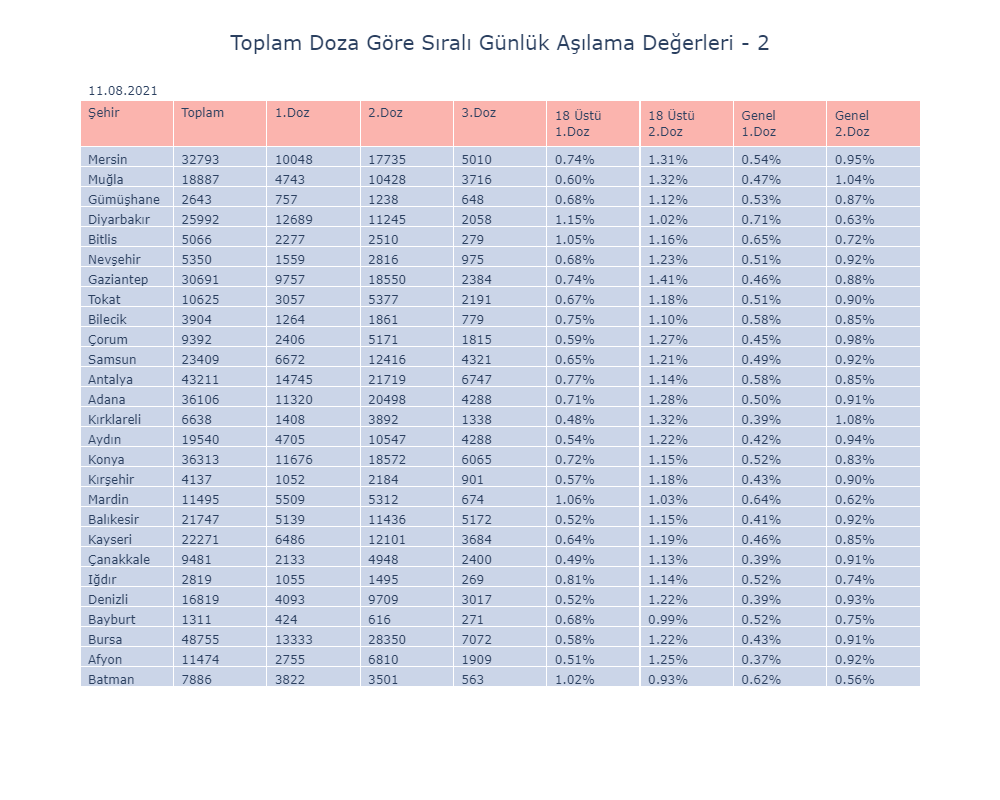 Toplam Doza Göre Sıralı Günlük Aşılama Değerleri - 2
11.08.2021
Şehir Toplam 1.Doz 2.Doz 3.Doz 18 Üstü 1.Doz 18 Üstü 2.Doz Genel 1.Doz Genel 2.Doz
Mersin 32793 10048 17735 5010 0.74% 1.31% 0.54% 0.95%
Muğla 18887 4743 10428 3716 0.60% 1.32% 0.47% 1.04%
Gümüşhane 2643 757 1238 648 0.68% 1.12% 0.53% 0.87%
Diyarbakır 25992 12689 11245 2058 1.15% 1.02% 0.71% 0.63%
Bitlis 5066 2277 2510 279 1.05% 1.16% 0.65% 0.72%
Nevşehir 5350 1559 2816 975 0.68% 1.23% 0.51% 0.92%
Gaziantep 30691 9757 18550 2384 0.74% 1.41% 0.46% 0.88%
Tokat 10625 3057 5377 2191 0.67% 1.18% 0.51% 0.90%
Bilecik 3904 1264 1861 779 0.75% 1.10% 0.58% 0.85%
Çorum 9392 2406 5171 1815 0.59% 1.27% 0.45% 0.98%
Samsun 23409 6672 12416 4321 0.65% 1.21% 0.49% 0.92%
Antalya 43211 14745 21719 6747 0.77% 1.14% 0.58% 0.85%
Adana 36106 11320 20498 4288 0.71% 1.28% 0.50% 0.91%
Kırklareli 6638 1408 3892 1338 0.48% 1.32% 0.39% 1.08%
Aydın 19540 4705 10547 4288 0.54% 1.22% 0.42% 0.94%
Konya 36313 11676 18572 6065 0.72% 1.15% 0.52% 0.83%
Kırşehir 4137 1052 2184 901 0.57% 1.18% 0.43% 0.90%
Mardin 11495 5509 5312 674 1.06% 1.03% 0.64% 0.62%
Balıkesir 21747 5139 11436 5172 0.52% 1.15% 0.41% 0.92%
Kayseri 22271 6486 12101 3684 0.64% 1.19% 0.46% 0.85%
Çanakkale 9481 2133 4948 2400 0.49% 1.13% 0.39% 0.91%
Iğdır 2819 1055 1495 269 0.81% 1.14% 0.52% 0.74%
Denizli 16819 4093 9709 3017 0.52% 1.22% 0.39% 0.93%
Bayburt 1311 424 616 271 0.68% 0.99% 0.52% 0.75%
Bursa 48755 13333 28350 7072 0.58% 1.22% 0.43% 0.91%
Afyon 11474 2755 6810 1909 0.51% 1.25% 0.37% 0.92%
Batman 7886 3822 3501 563 1.02% 0.93% 0.62% 0.56%